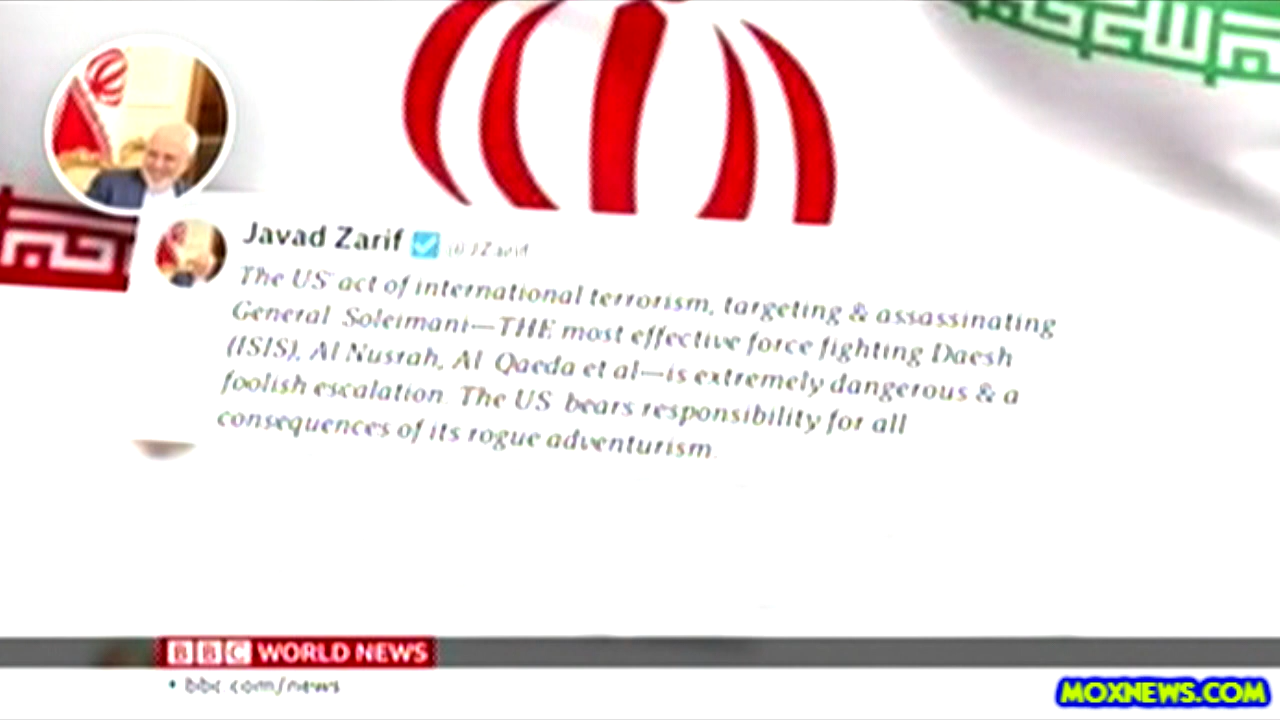 Javad Zarif @JZarif
The US' act of international terrorism, targeting & assassinating
General Soleimani—THE most effective force fighting Daesh
(ISIS), Al Nusrah, Al Qaeda et al—is extremely dangerous & a
foolish escalation. The US bears responsibility for all
consequences of its rogue adventurism.
BBC WORLD NEWS
• bbc.com/news
MOXNEWS.COM